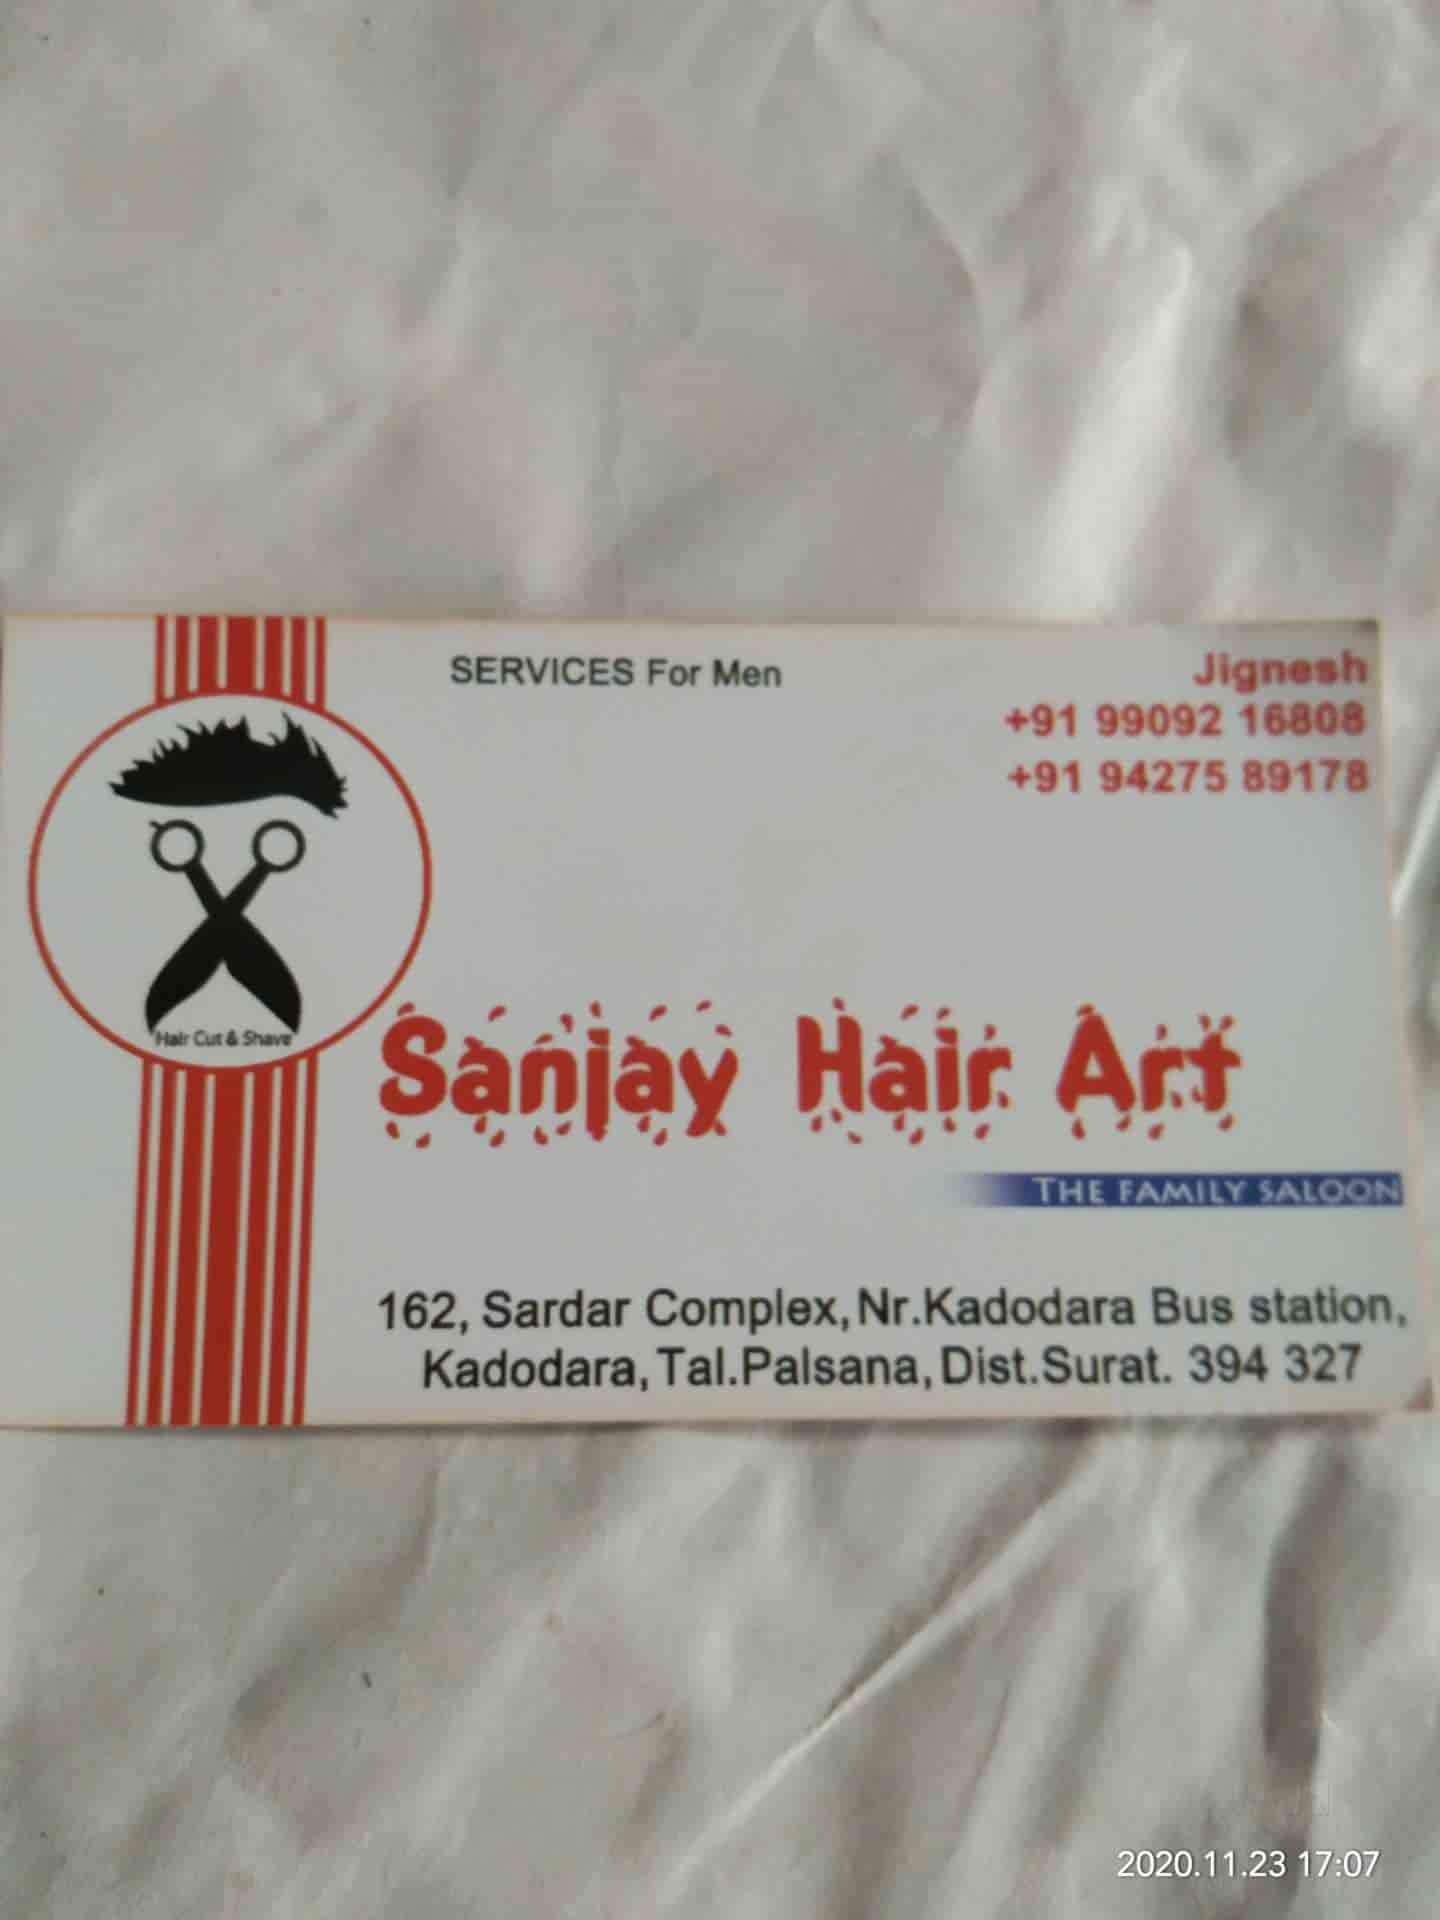 SERVICES For Men
Jignesh
+91 99092 16808
+91 94275 89178
Hair Cut & Shave
Sanjay Hair Art
THE FAMILY SALOON
162, Sardar Complex, Nr.Kadodara Bus station,
Kadodara, Tal.Palsana, Dist.Surat. 394 327
2020.11.23 17:07